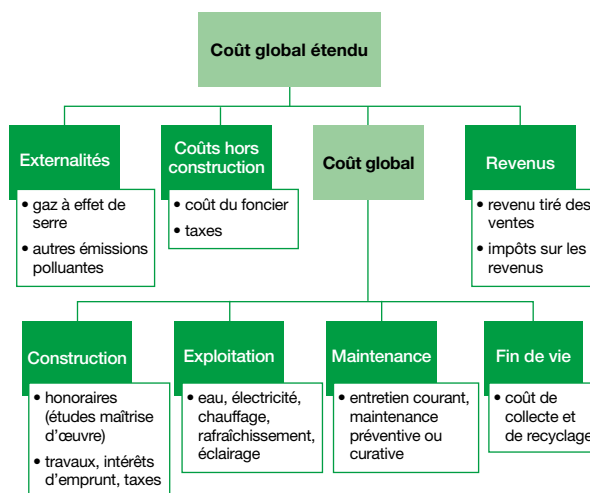 Coût global étendu
Externalités
• gaz à effet de
serre
• autres émissions
polluantes
Coûts hors
construction
• coût du foncier
• taxes
Coût global
Revenus
• revenu tiré des
ventes
• impôts sur les
revenus
Construction
• honoraires
(études maîtrise
d’œuvre)
• travaux, intérêts
d’emprunt, taxes
Exploitation
• eau, électricité,
chauffage,
rafraîchissement,
éclairage
Maintenance
• entretien courant,
maintenance
préventive ou
curative
Fin de vie
• coût de
collecte et
de recyclage